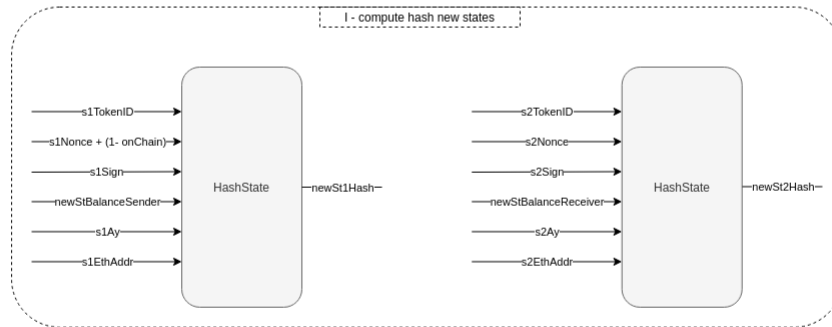 I - compute hash new states
s1TokenID
s1Nonce + (1- onChain)
s1Sign
newStBalanceSender
s1Ay
s1EthAddr
HashState
newSt1Hash
s2TokenID
s2Nonce
s2Sign
newStBalanceReceiver
s2Ay
s2EthAddr
HashState
newSt2Hash